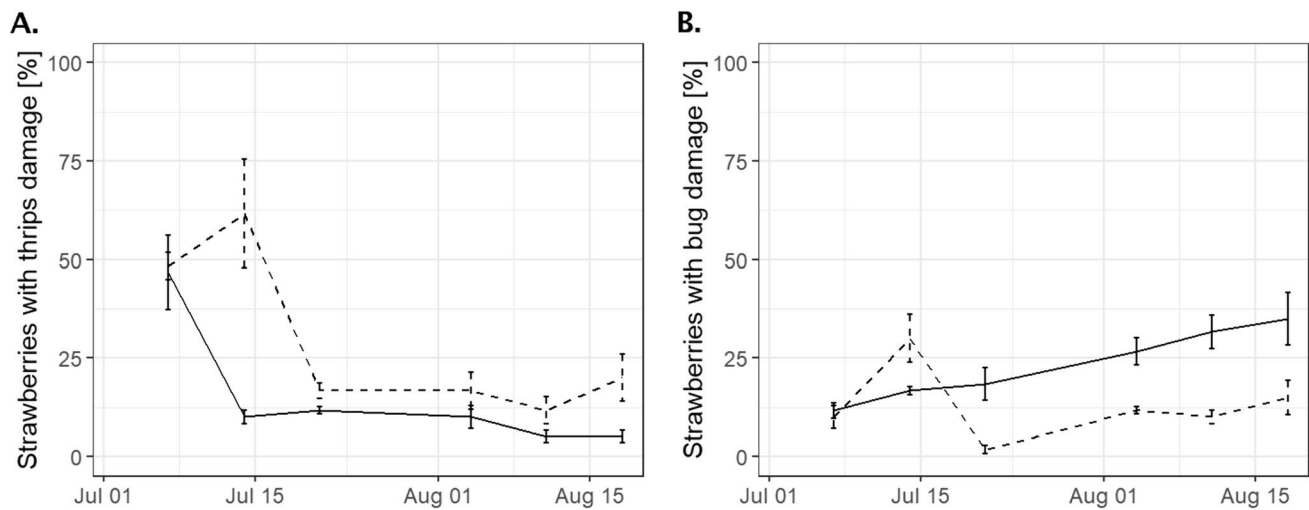 A.
Strawberries with thrips damage [%]
100
75
50
25
0
Jul 01 Jul 15 Aug 01 Aug 15
B.
Strawberries with bug damage [%]
100
75
50
25
0
Jul 01 Jul 15 Aug 01 Aug 15